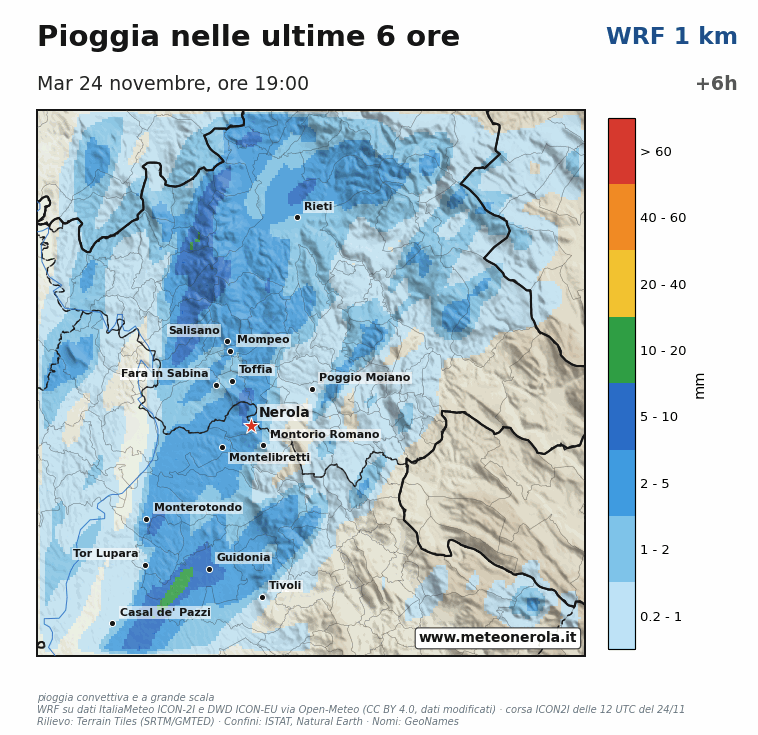 Pioggia nelle ultime 6 ore
WRF 1 km
Mar 24 novembre, ore 19:00
+6h
> 60
40 - 60
20 - 40
10 - 20
5 - 10
2 - 5
1 - 2
0.2 - 1
mm
Rieti
Salisano
Mompeo
Toffia
Fara in Sabina
Poggio Moiano
Nerola
Montorio Romano
Montelibretti
Monterotondo
Tor Lupara
Guidonia
Tivoli
Casal de' Pazzi
www.meteonerola.it
pioggia convettiva e a grande scala
WRF su dati ItaliaMeteo ICON-2I e DWD ICON-EU via Open-Meteo (CC BY 4.0, dati modificati) · corsa ICON2I delle 12 UTC del 24/11
Rilievo: Terrain Tiles (SRTM/GMTED) · Confini: ISTAT, Natural Earth · Nomi: GeoNames